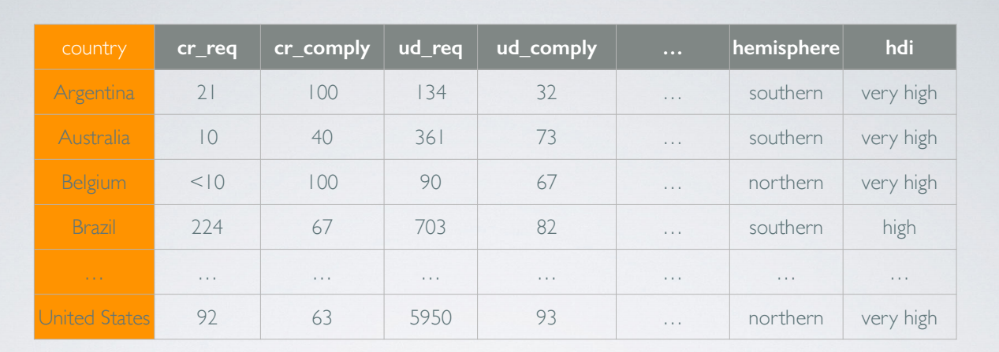 country cr_req cr_comply ud_req ud_comply … hemisphere hdi
Argentina 21 100 134 32 … southern very high
Australia 10 40 361 73 … southern very high
Belgium <10 100 90 67 … northern very high
Brazil 224 67 703 82 … southern high
… … … … … … … …
United States 92 63 5950 93 … northern very high